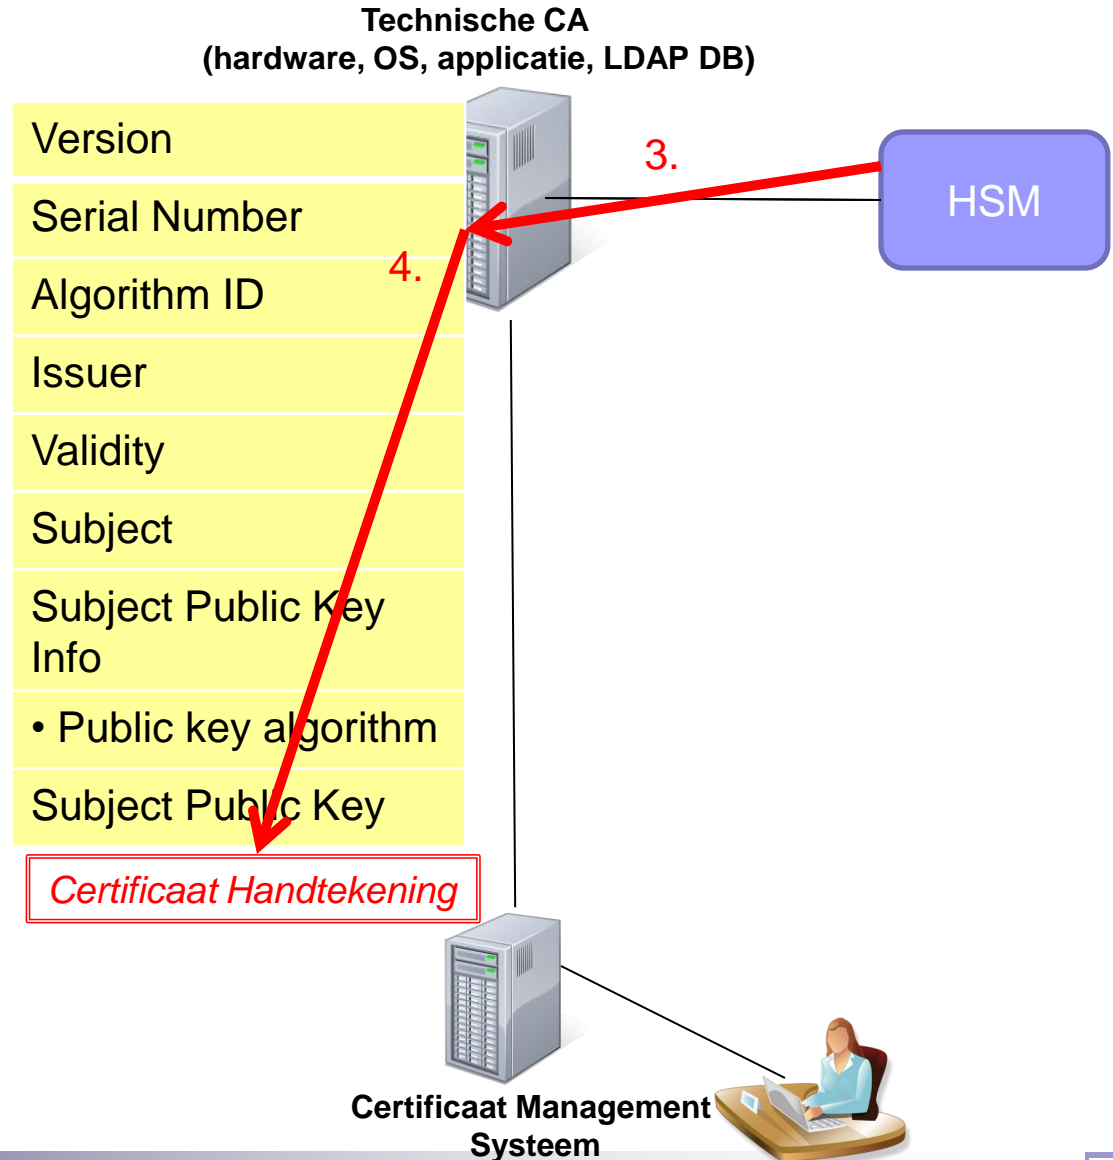 Technische CA
(hardware, OS, applicatie, LDAP DB)
Version
Serial Number
Algorithm ID
Issuer
Validity
Subject
Subject Public Key
Info
• Public key algorithm
Subject Public Key
Certificaat Handtekening
3.
4.
HSM
Certificaat Management
Systeem